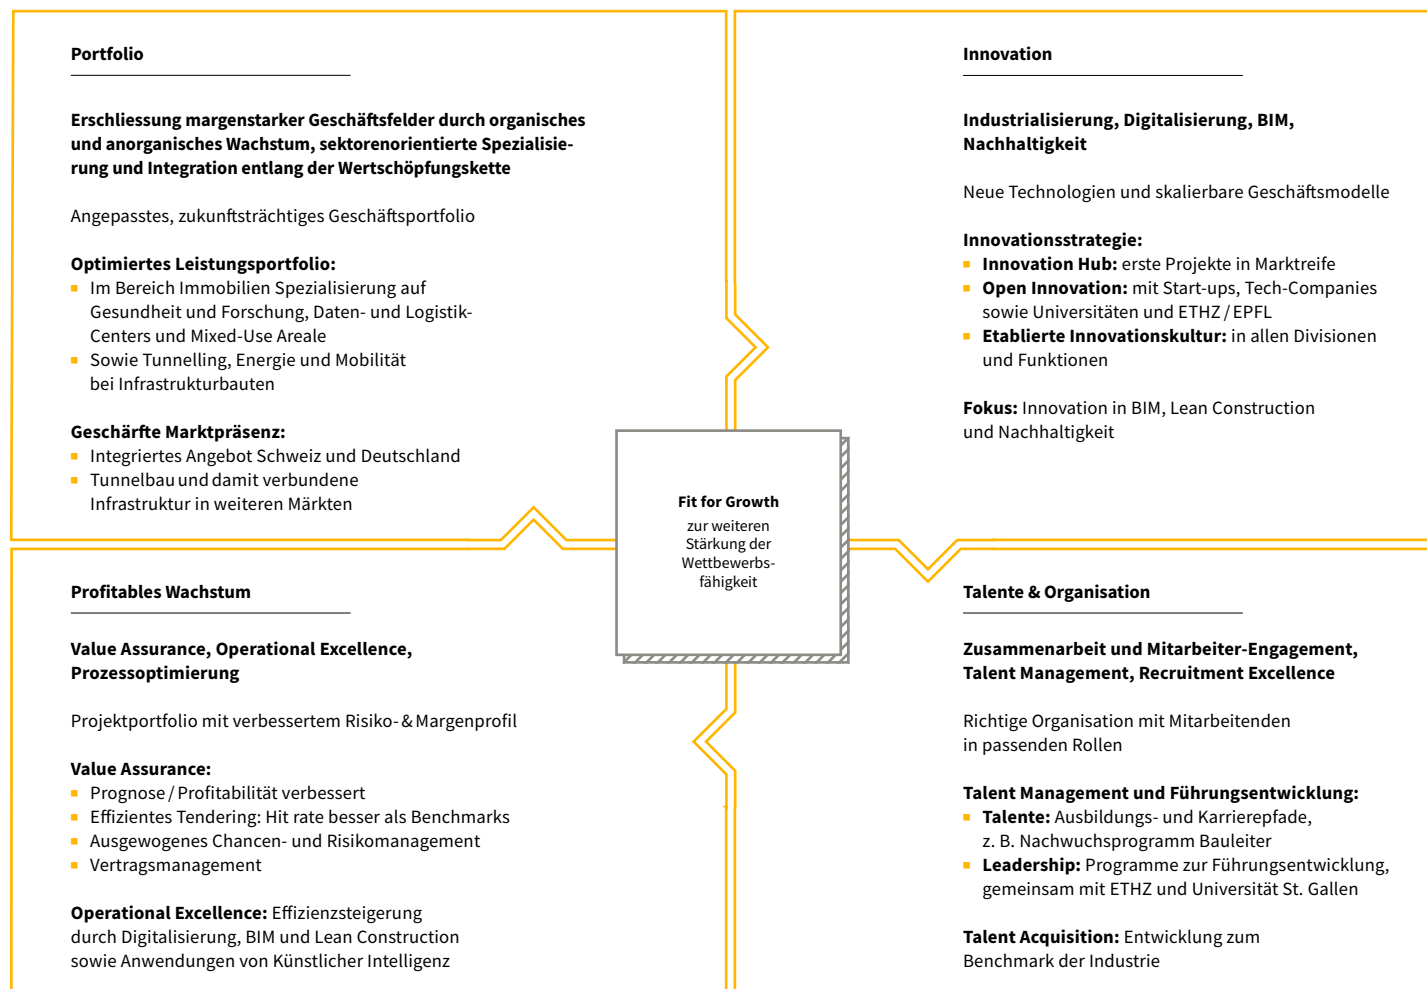 Portfolio
Erschliessung margenstarker Geschäftsfelder durch organisches
und anorganisches Wachstum, sektorenorientierte Spezialisie-
rung und Integration entlang der Wertschöpfungskette
Angepasstes, zukunftsträchtiges Geschäftsportfolio
Optimiertes Leistungsportfolio:
Im Bereich Immobilien Spezialisierung auf
Gesundheit und Forschung, Daten- und Logistik-
Centers und Mixed-Use Areale
Sowie Tunnelling, Energie und Mobilität
bei Infrastrukturbauten
Geschärfte Marktpräsenz:
Integriertes Angebot Schweiz und Deutschland
Tunnelbau und damit verbundene
Infrastruktur in weiteren Märkten
Innovation
Industrialisierung, Digitalisierung, BIM,
Nachhaltigkeit
Neue Technologien und skalierbare Geschäftsmodelle
Innovationsstrategie:
Innovation Hub: erste Projekte in Marktreife
Open Innovation: mit Start-ups, Tech-Companies
sowie Universitäten und ETHZ / EPFL
Etablierte Innovationskultur: in allen Divisionen
und Funktionen
Fokus: Innovation in BIM, Lean Construction
und Nachhaltigkeit
Fit for Growth
zur weiteren
Stärkung der
Wettbewerbs-
fähigkeit
Profitables Wachstum
Value Assurance, Operational Excellence,
Prozessoptimierung
Projektportfolio mit verbessertem Risiko- & Margenprofil
Value Assurance:
Prognose / Profitabilität verbessert
Effizientes Tendering: Hit rate besser als Benchmarks
Ausgewogenes Chancen- und Risikomanagement
Vertragsmanagement
Operational Excellence: Effizienzsteigerung
durch Digitalisierung, BIM und Lean Construction
sowie Anwendungen von Künstlicher Intelligenz
Talente & Organisation
Zusammenarbeit und Mitarbeiter-Engagement,
Talent Management, Recruitment Excellence
Richtige Organisation mit Mitarbeitenden
in passenden Rollen
Talent Management und Führungsentwicklung:
Talente: Ausbildungs- und Karrierepfade,
z. B. Nachwuchsprogramm Bauleiter
Leadership: Programme zur Führungsentwicklung,
gemeinsam mit ETHZ und Universität St. Gallen
Talent Acquisition: Entwicklung zum
Benchmark der Industrie